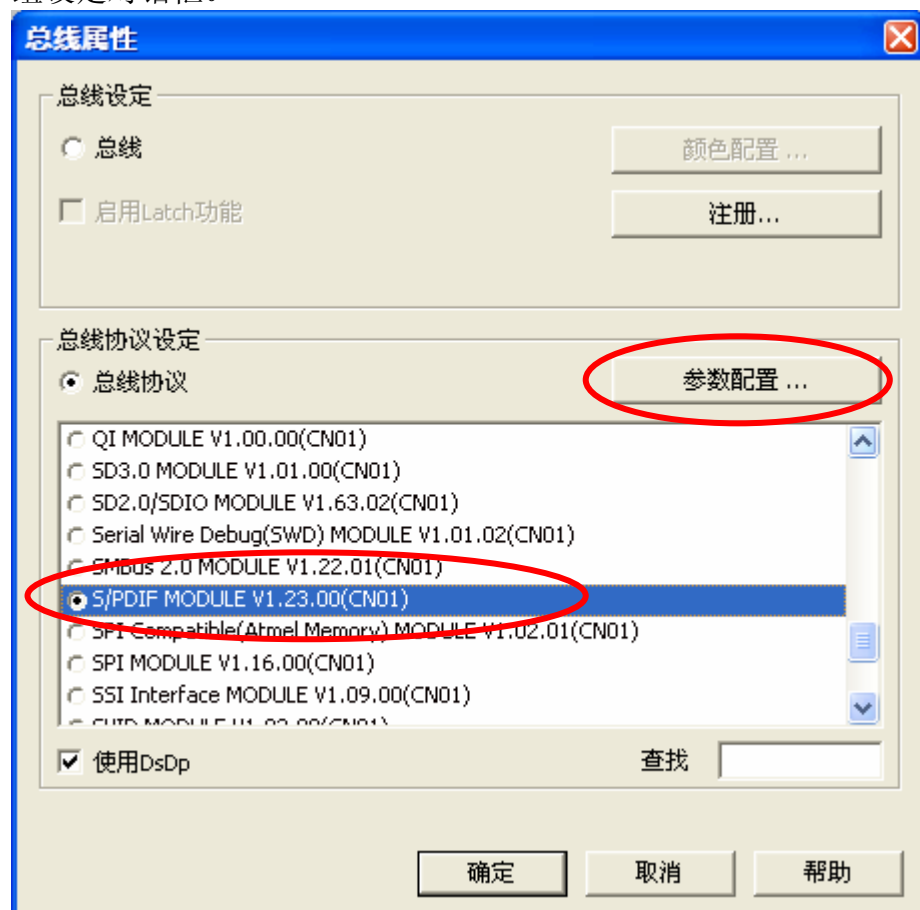 总线属性
总线设定
总线
颜色配置 ...
启用Latch功能
注册...
总线协议设定
总线协议
参数配置 ...
QI MODULE V1.00.00(CN01)
SD3.0 MODULE V1.01.00(CN01)
SD2.0/SDIO MODULE V1.63.02(CN01)
Serial Wire Debug(SWD) MODULE V1.01.02(CN01)
SMBus 2.0 MODULE V1.22.01(CN01)
S/PDIF MODULE V1.23.00(CN01)
SPI Compatible(Atmel Memory) MODULE V1.02.01(CN01)
SPI MODULE V1.16.00(CN01)
SSI Interface MODULE V1.09.00(CN01)
使用DsDp
查找
确定
取消
帮助